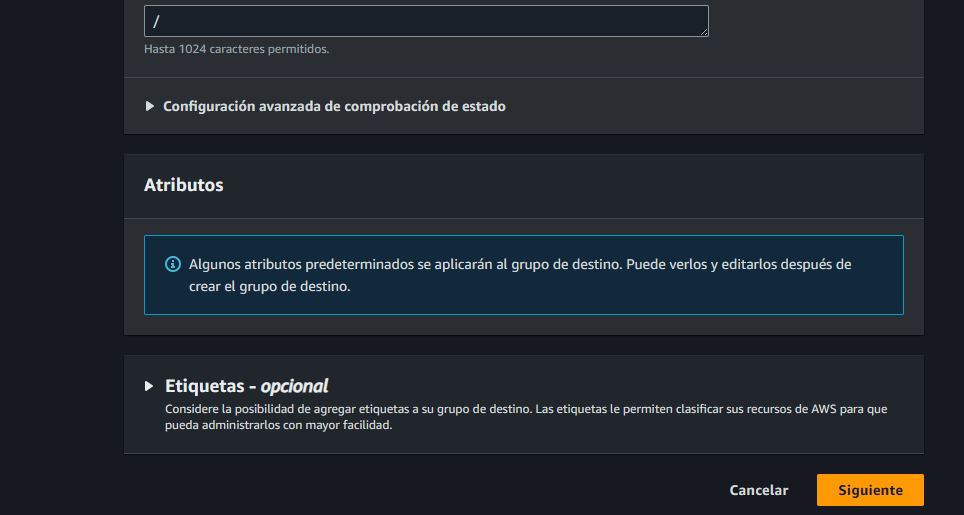 /
Hasta 1024 caracteres permitidos.
Configuración avanzada de comprobación de estado
Atributos
Algunos atributos predeterminados se aplicarán al grupo de destino. Puede verlos y editarlos después de
crear el grupo de destino.
Etiquetas - opcional
Considere la posibilidad de agregar etiquetas a su grupo de destino. Las etiquetas le permiten clasificar sus recursos de AWS para que
pueda administrarlos con mayor facilidad.
Cancelar
Siguiente